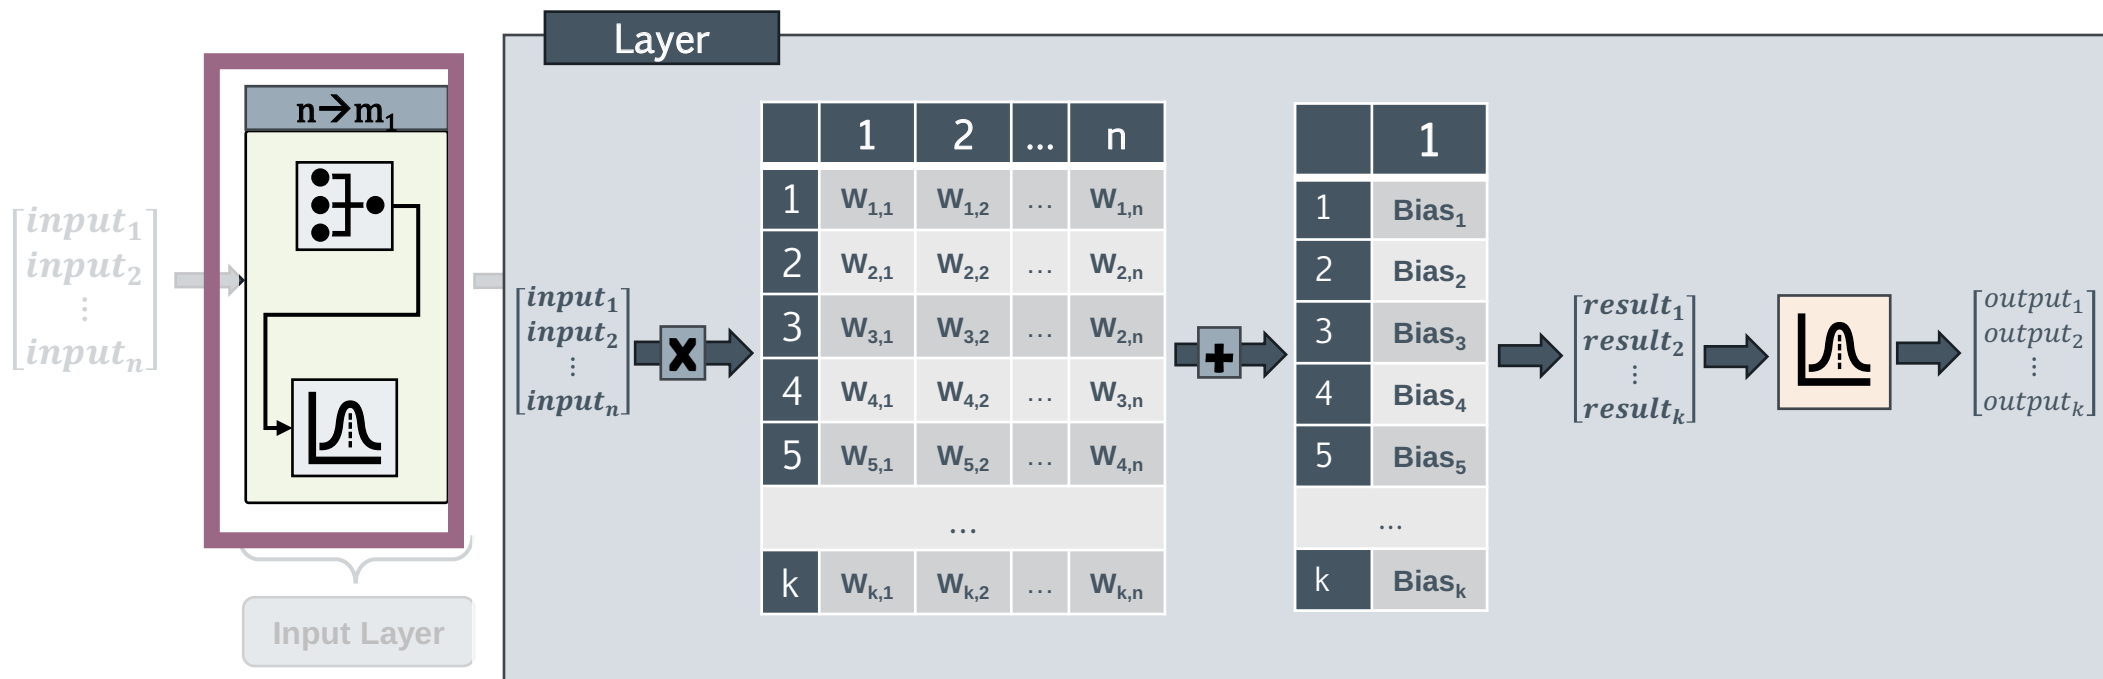 Layer
n→m₁
input₁
input₂
⋮
inputₙ
Input Layer
input₁
input₂
⋮
inputₙ
X
1 2 ... n
1 W₁,₁ W₁,₂ ... W₁,ₙ
2 W₂,₁ W₂,₂ ... W₂,ₙ
3 W₃,₁ W₃,₂ ... W₂,ₙ
4 W₄,₁ W₄,₂ ... W₃,ₙ
5 W₅,₁ W₅,₂ ... W₄,ₙ
...
k Wₖ,₁ Wₖ,₂ ... Wₖ,ₙ
+
1
1 Bias₁
2 Bias₂
3 Bias₃
4 Bias₄
5 Bias₅
...
k Biasₖ
result₁
result₂
⋮
resultₖ
output₁
output₂
⋮
outputₖ